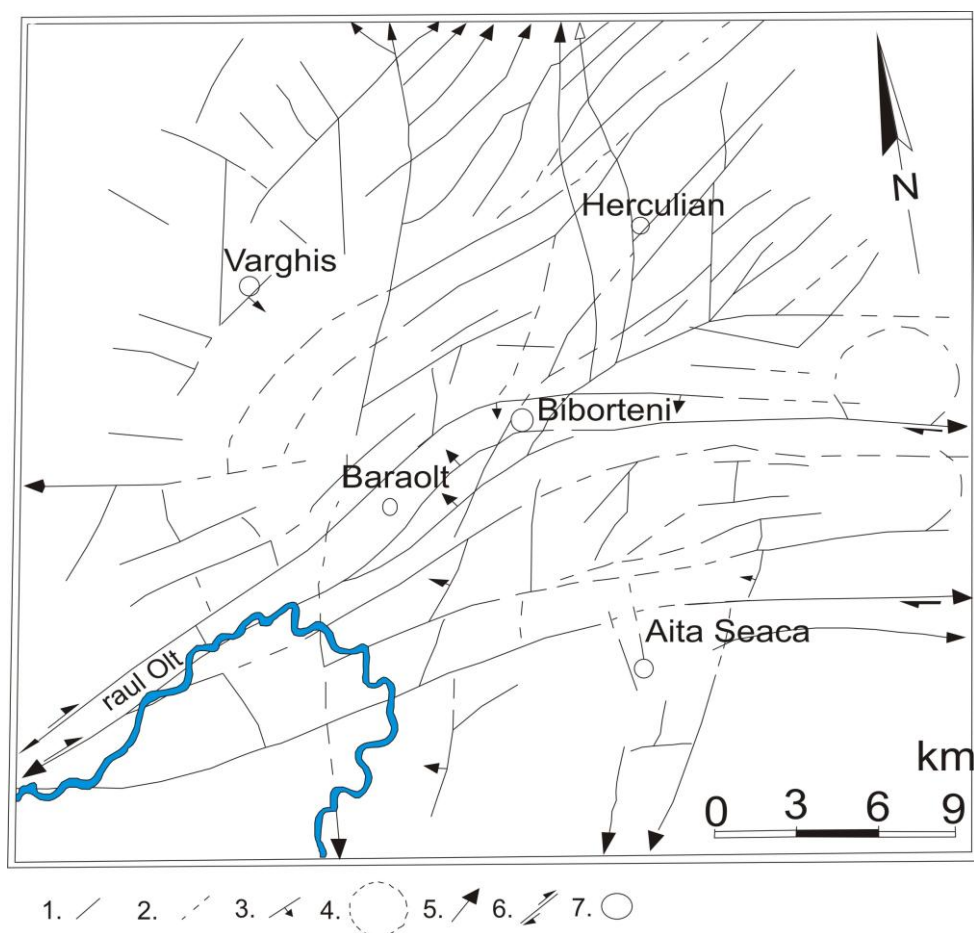 N
Herculian
Varghis
Biborteni
Baraolt
Aita Seaca
raul Olt
km
0 3 6 9
1. 2. 3. 4. 5. 6. 7.